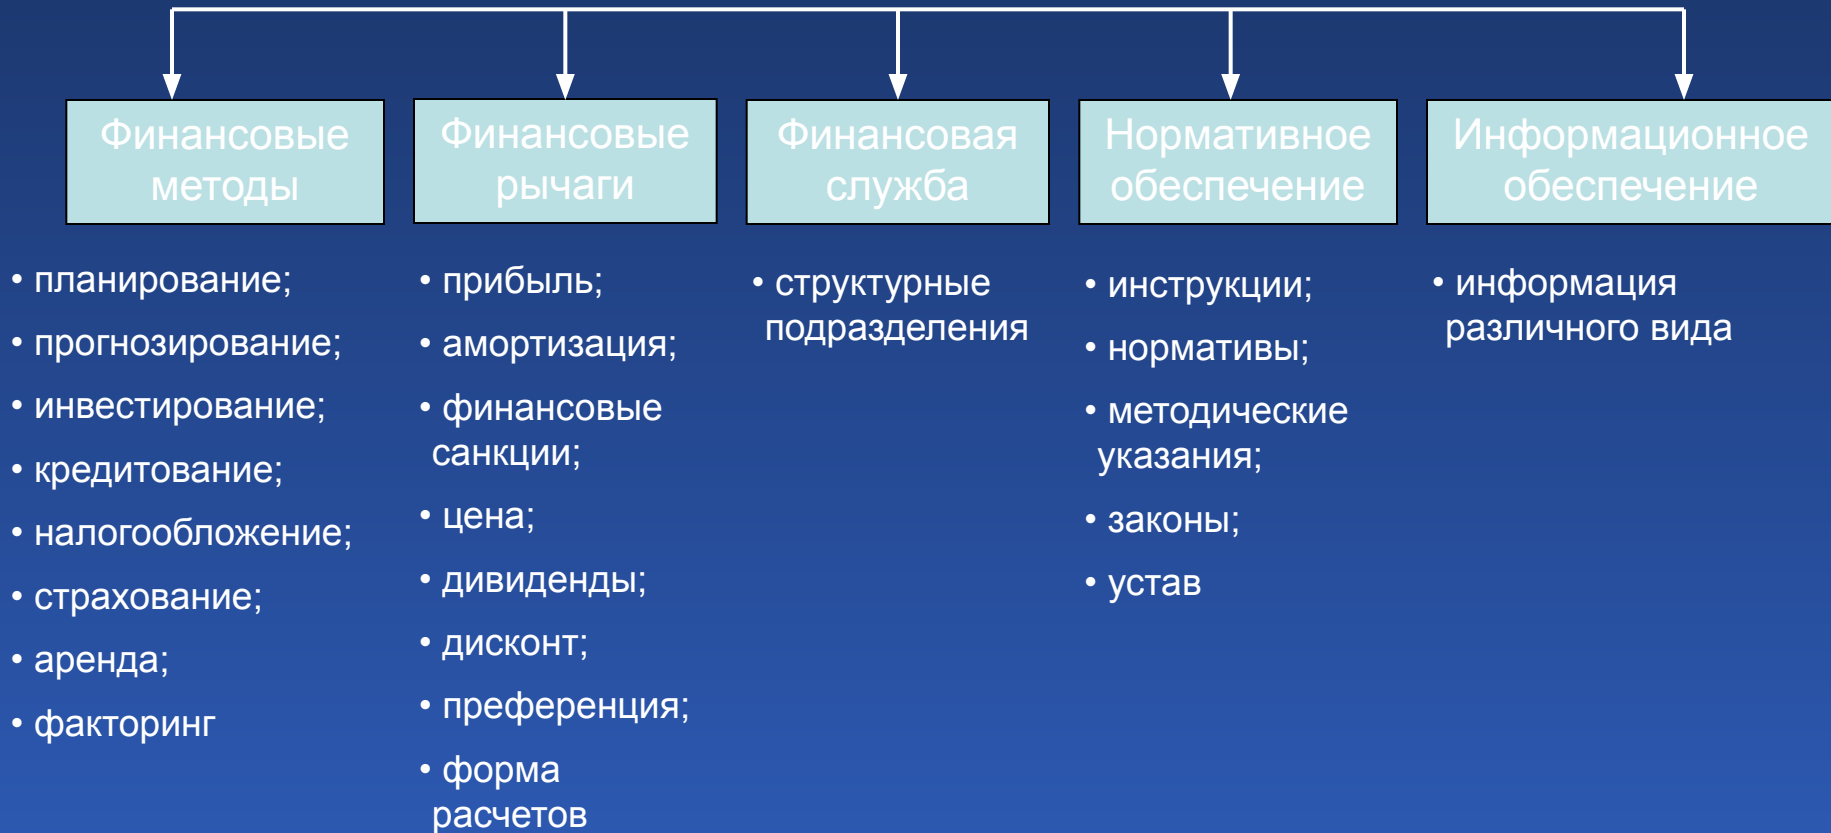 Финансовые
методы
Финансовые
рычаги
Финансовая
служба
Нормативное
обеспечение
Информационное
обеспечение
• планирование;
• прогнозирование;
• инвестирование;
• кредитование;
• налогообложение;
• страхование;
• аренда;
• факторинг
• прибыль;
• амортизация;
• финансовые
санкции;
• цена;
• дивиденды;
• дисконт;
• преференция;
• форма
расчетов
• структурные
подразделения
• инструкции;
• нормативы;
• методические
указания;
• законы;
• устав
• информация
различного вида